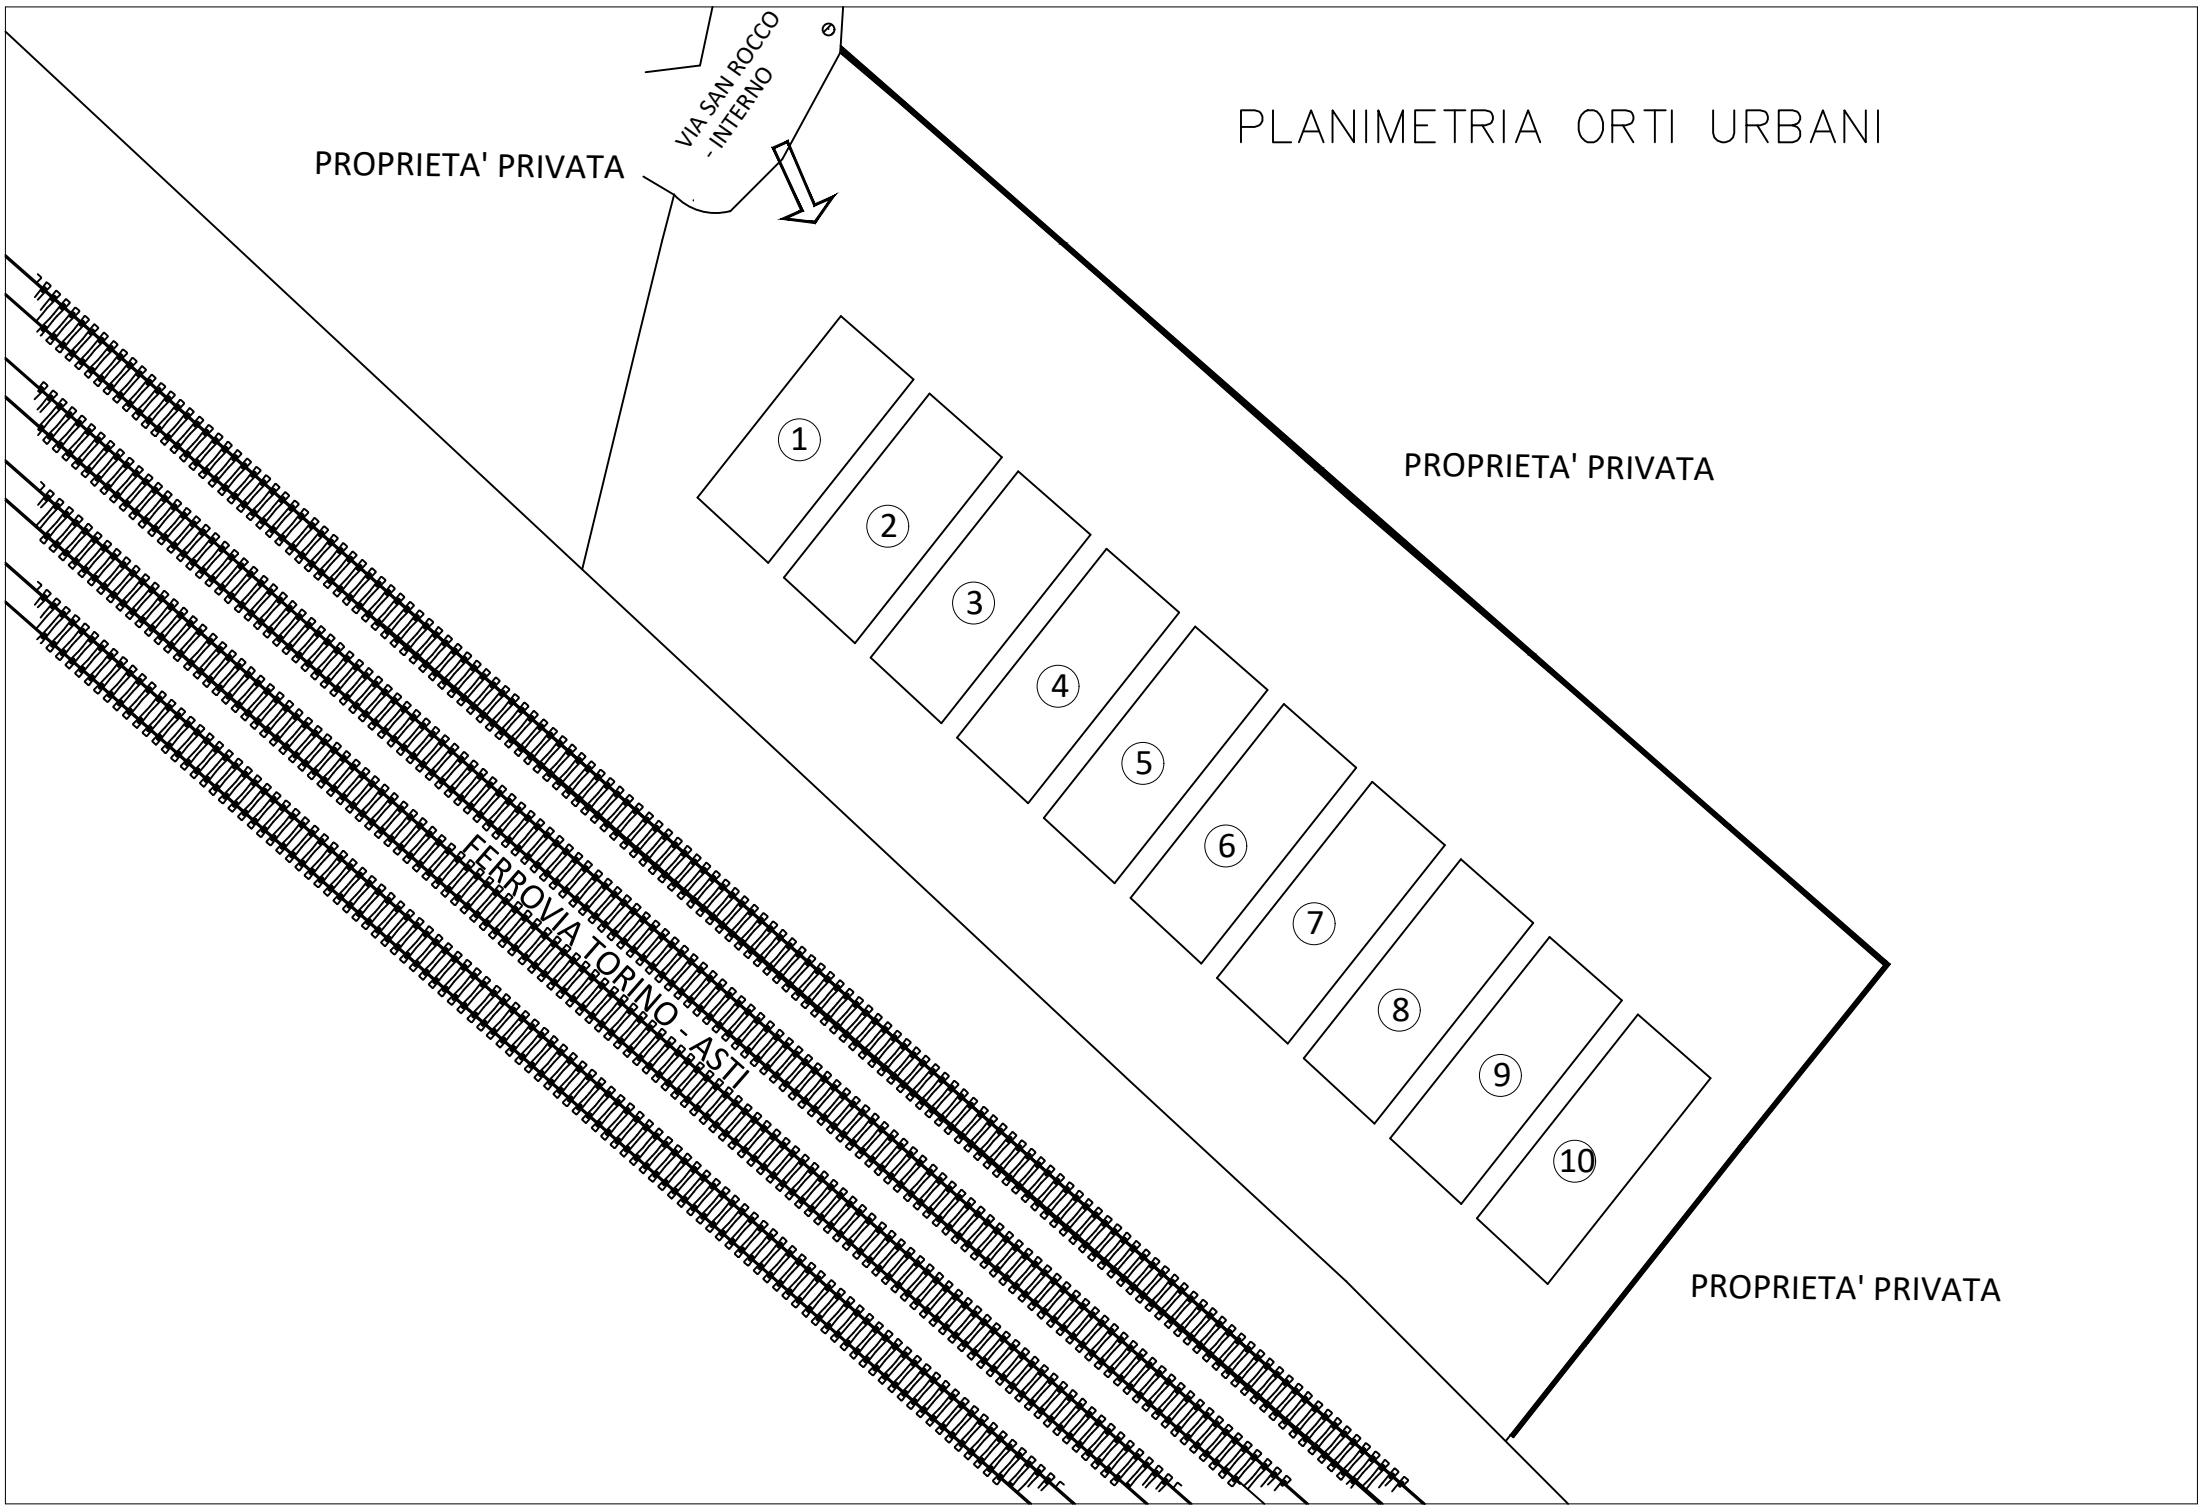 VIA SAN ROCCO
- INTERNO
PLANIMETRIA ORTI URBANI
PROPRIETA' PRIVATA
PROPRIETA' PRIVATA
1
2
3
4
5
6
7
8
9
10
FERROVIA TORINO - ASTI
PROPRIETA' PRIVATA